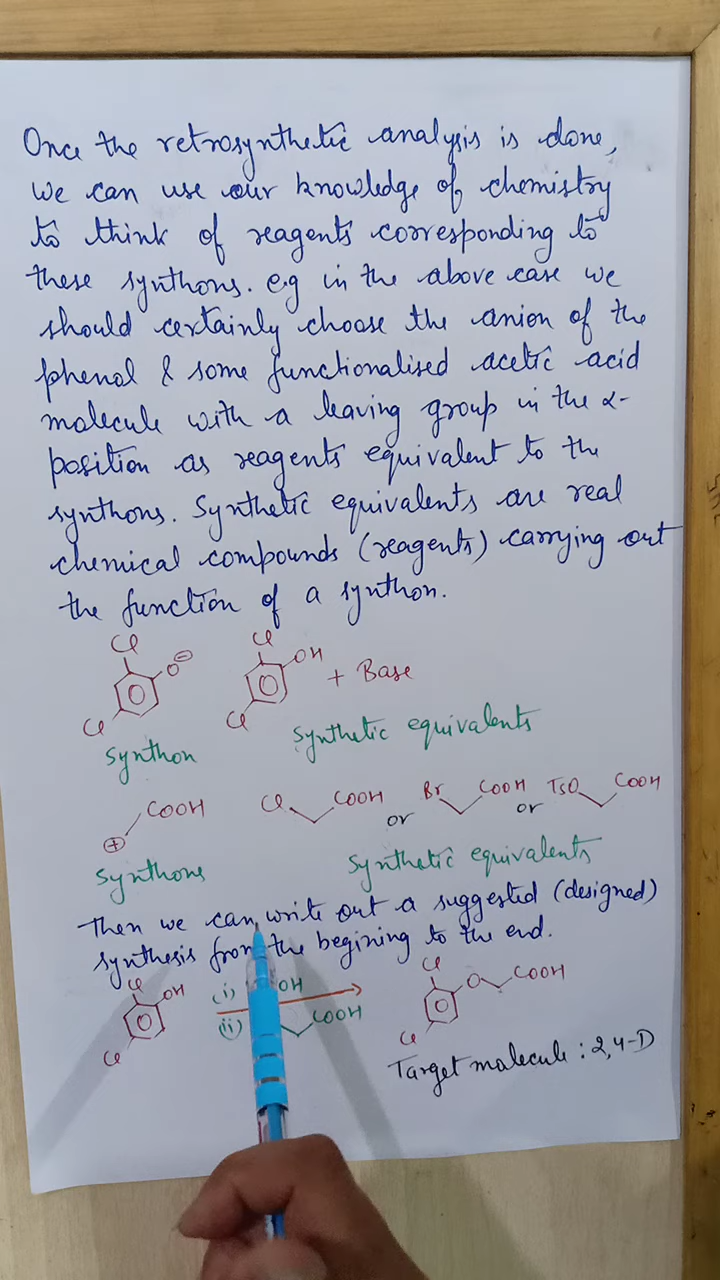 Once the retrosynthetic analysis is done,
we can use our knowledge of chemistry
to think of reagents corresponding to
these synthons. e.g in the above case we
should certainly choose the anion of the
phenol & some functionalised acetic acid
molecule with a leaving group in the α-
position as reagents equivalent to the
synthons. Synthetic equivalents are real
chemical compounds (reagents) carrying out
the function of a synthon.
Cl Cl
O⊖ OH + Base
Cl Cl
Synthon Synthetic equivalents
COOH Cl COOH or Br COOH or TsO COOH
⊕
Synthons Synthetic equivalents
Then we can write out a suggested (designed)
synthesis from the begining to the end.
Cl OH (i) OH Cl O COOH
Cl (ii) COOH Cl
Target molecule : 2,4-D